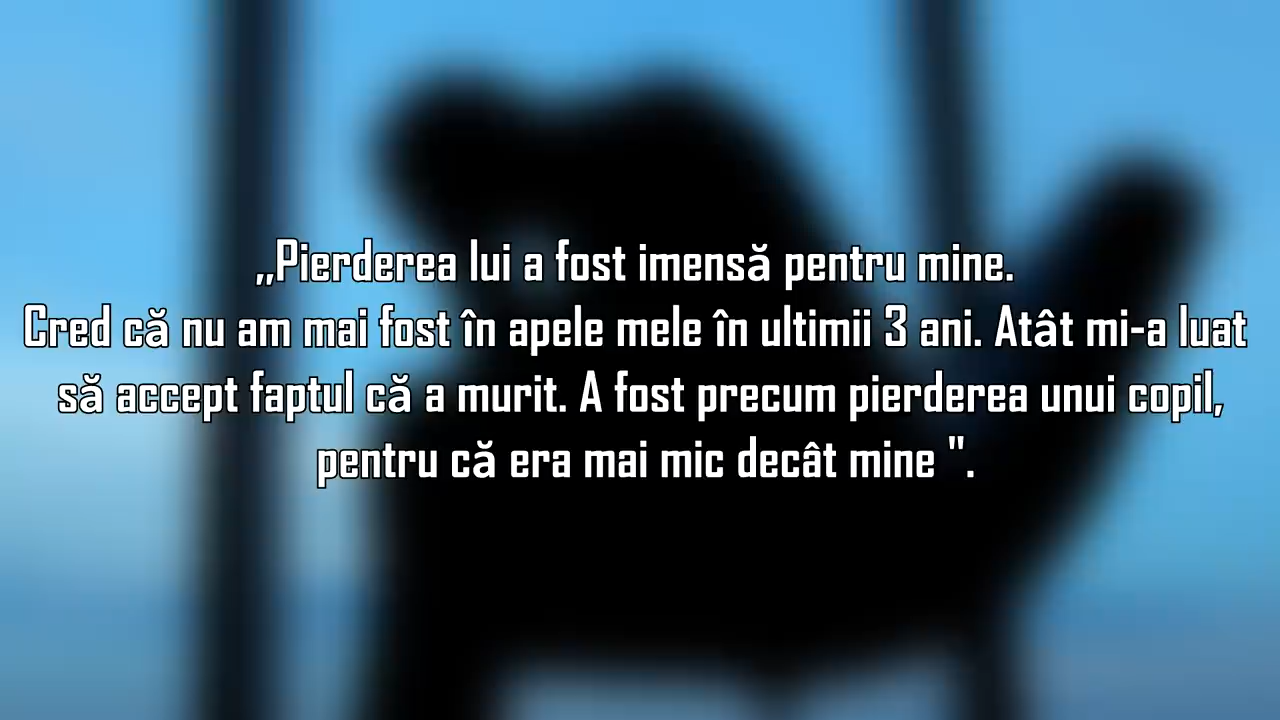 „Pierderea lui a fost imensă pentru mine.
Cred că nu am mai fost în apele mele în ultimii 3 ani. Atât mi-a luat
să accept faptul că a murit. A fost precum pierderea unui copil,
pentru că era mai mic decât mine ".